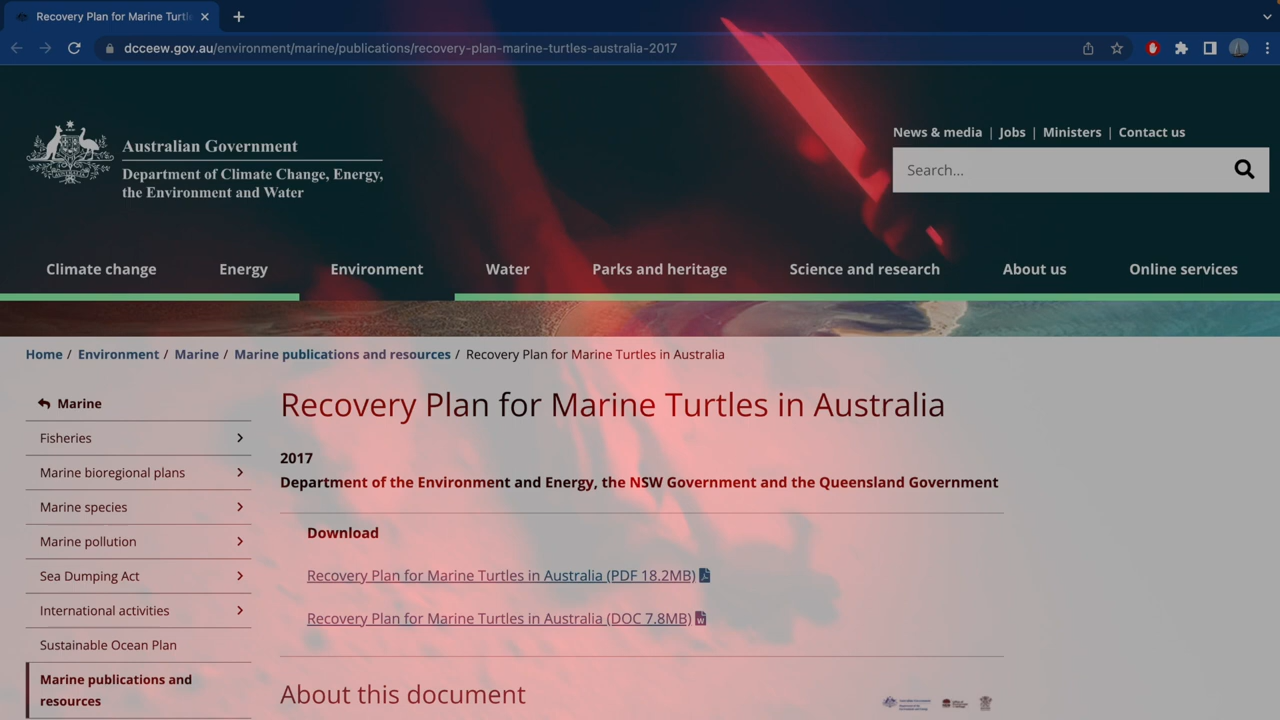 Recovery Plan for Marine Turtl
dcceew.gov.au/environment/marine/publications/recovery-plan-marine-turtles-australia-2017
Australian Government
Department of Climate Change, Energy,
the Environment and Water
News & media | Jobs | Ministers | Contact us
Search...
Climate change Energy Environment Water Parks and heritage Science and research About us Online services
Home / Environment / Marine / Marine publications and resources / Recovery Plan for Marine Turtles in Australia
Marine
Fisheries
Marine bioregional plans
Marine species
Marine pollution
Sea Dumping Act
International activities
Sustainable Ocean Plan
Marine publications and
resources
Recovery Plan for Marine Turtles in Australia
2017
Department of the Environment and Energy, the NSW Government and the Queensland Government
Download
Recovery Plan for Marine Turtles in Australia (PDF 18.2MB)
Recovery Plan for Marine Turtles in Australia (DOC 7.8MB)
About this document